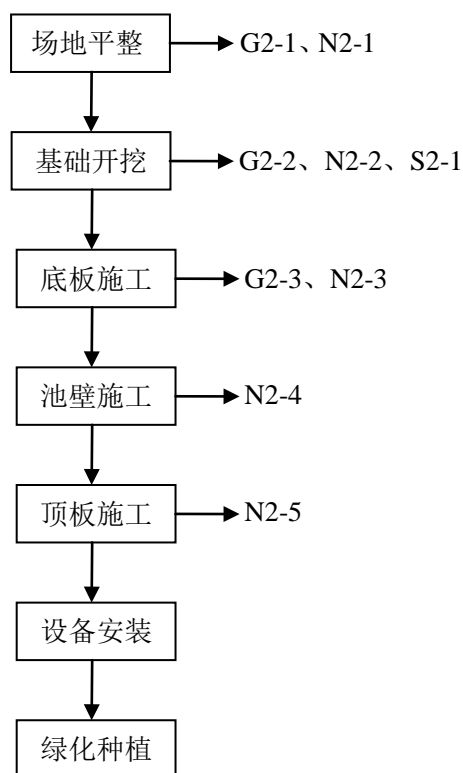 场地平整 G2-1、N2-1
基础开挖 G2-2、N2-2、S2-1
底板施工 G2-3、N2-3
池壁施工 N2-4
顶板施工 N2-5
设备安装
绿化种植